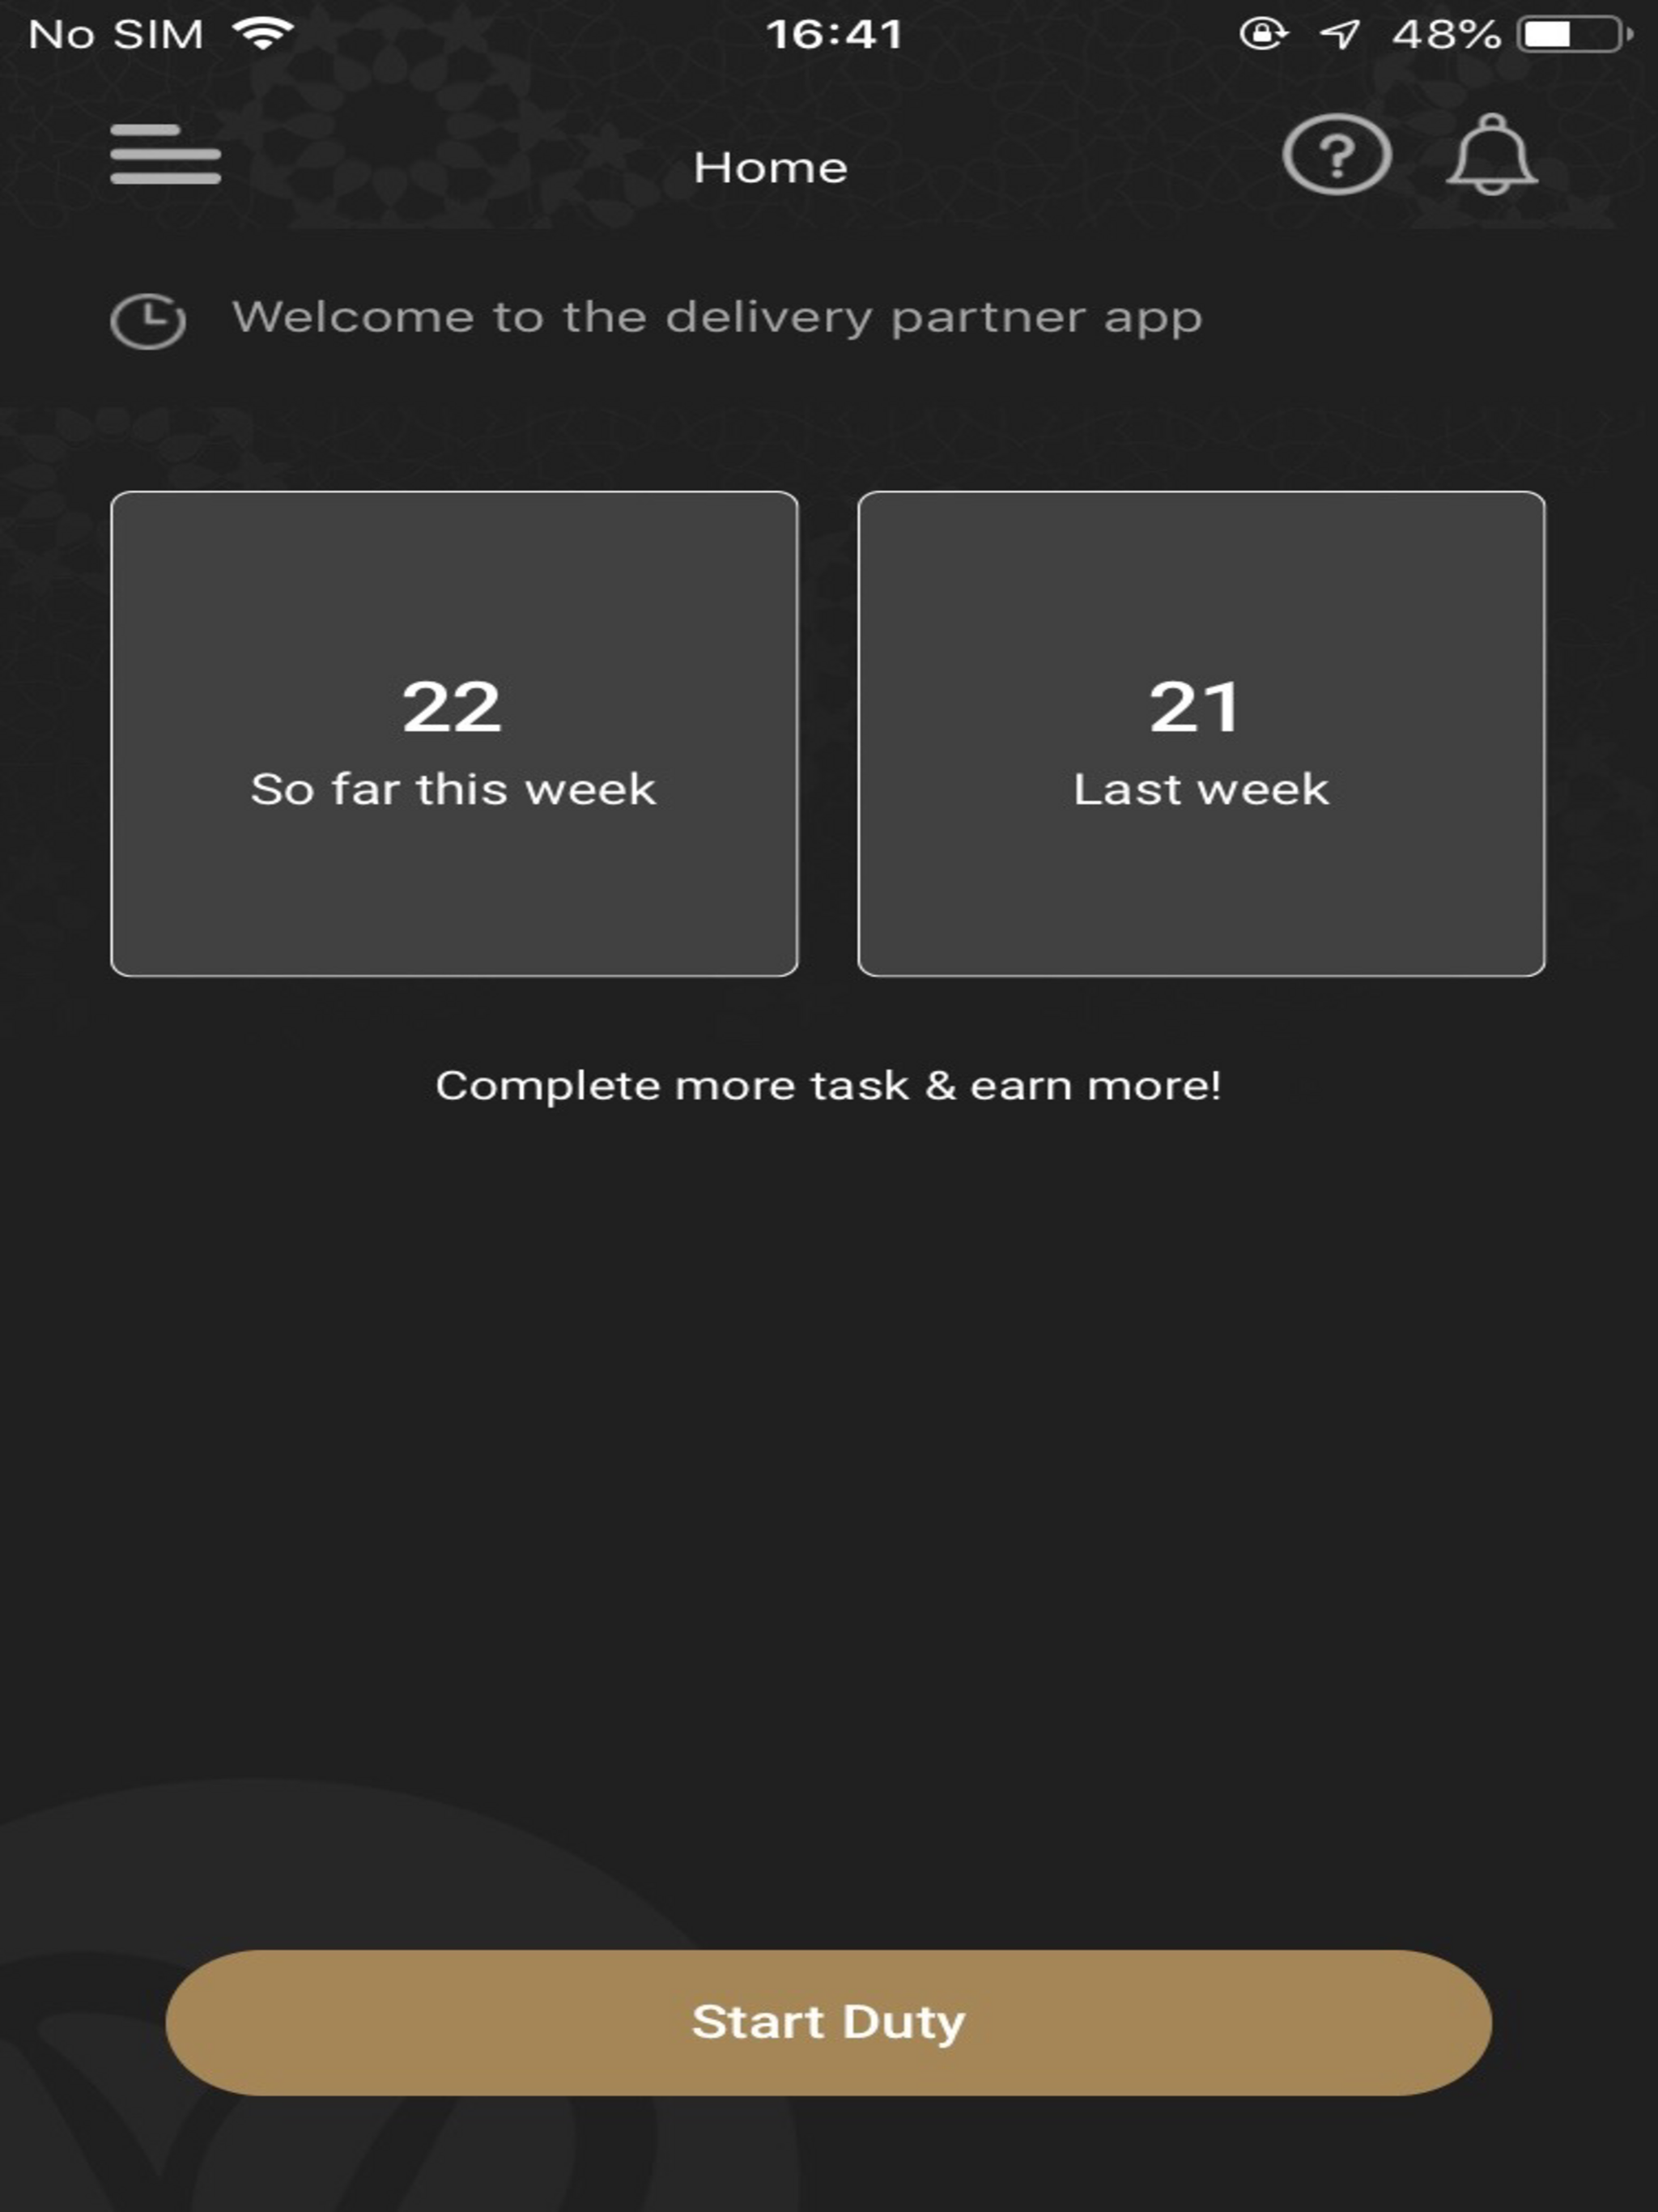 No SIM 16:41 48%
Home
Welcome to the delivery partner app
22
So far this week
21
Last week
Complete more task & earn more!
Start Duty